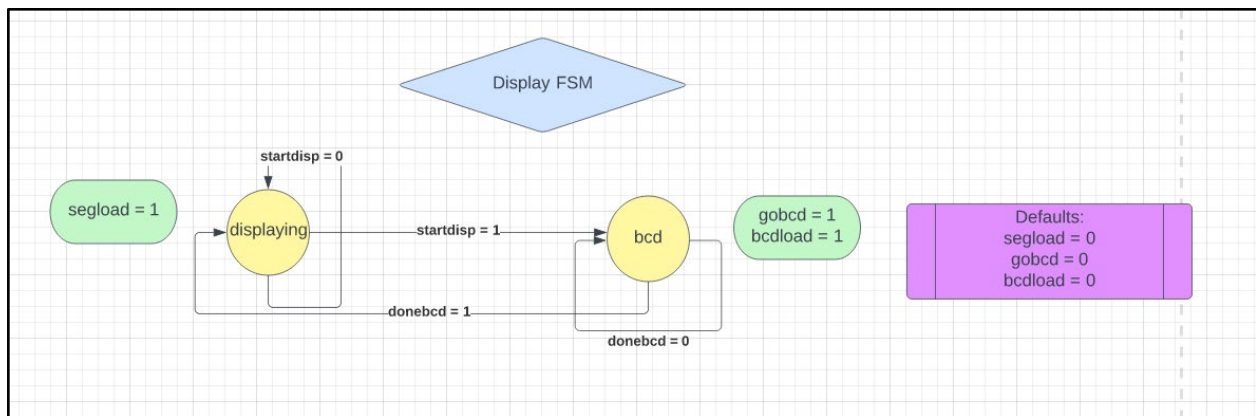 Display FSM
startdisp = 0
segload = 1
displaying
startdisp = 1
bcd
gobcd = 1
bcdload = 1
Defaults:
segload = 0
gobcd = 0
bcdload = 0
donebcd = 1
donebcd = 0